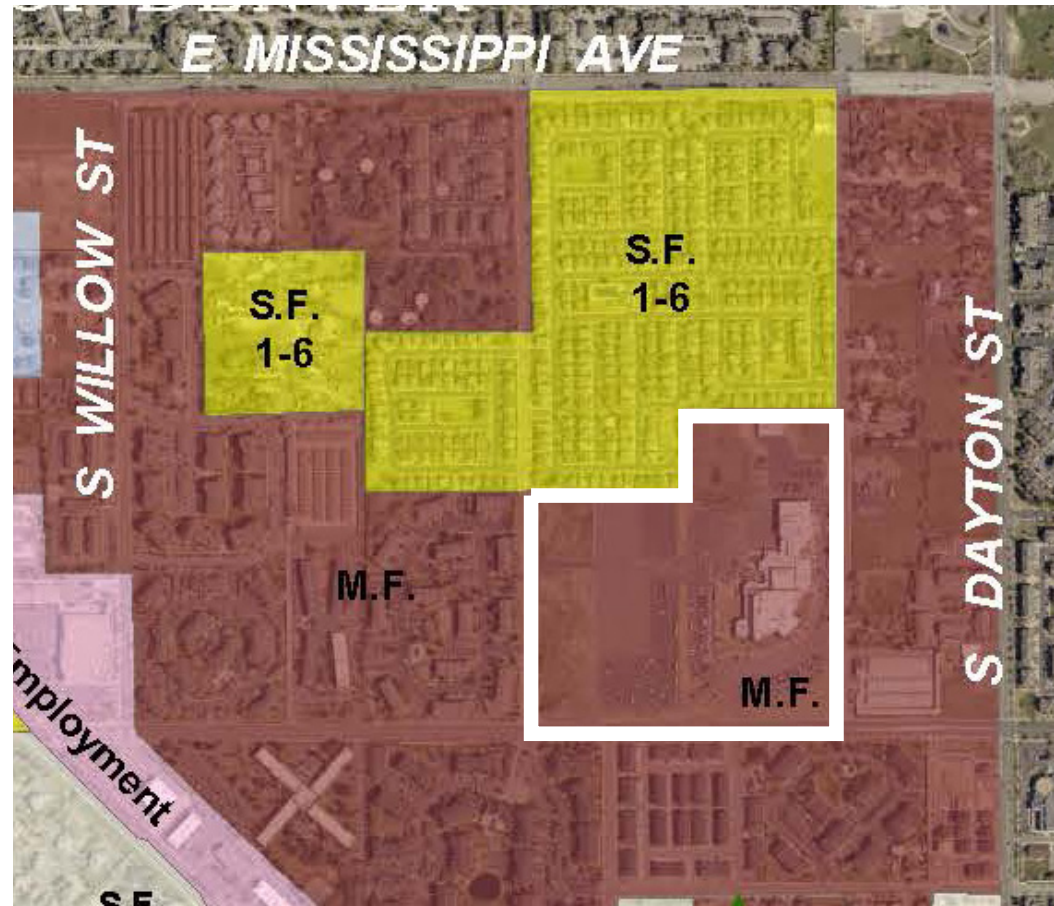 E MISSISSIPPI AVE
S WILLOW ST
S.F.
1-6
S.F.
1-6
S DAYTON ST
M.F.
M.F.
Employment
S.F.